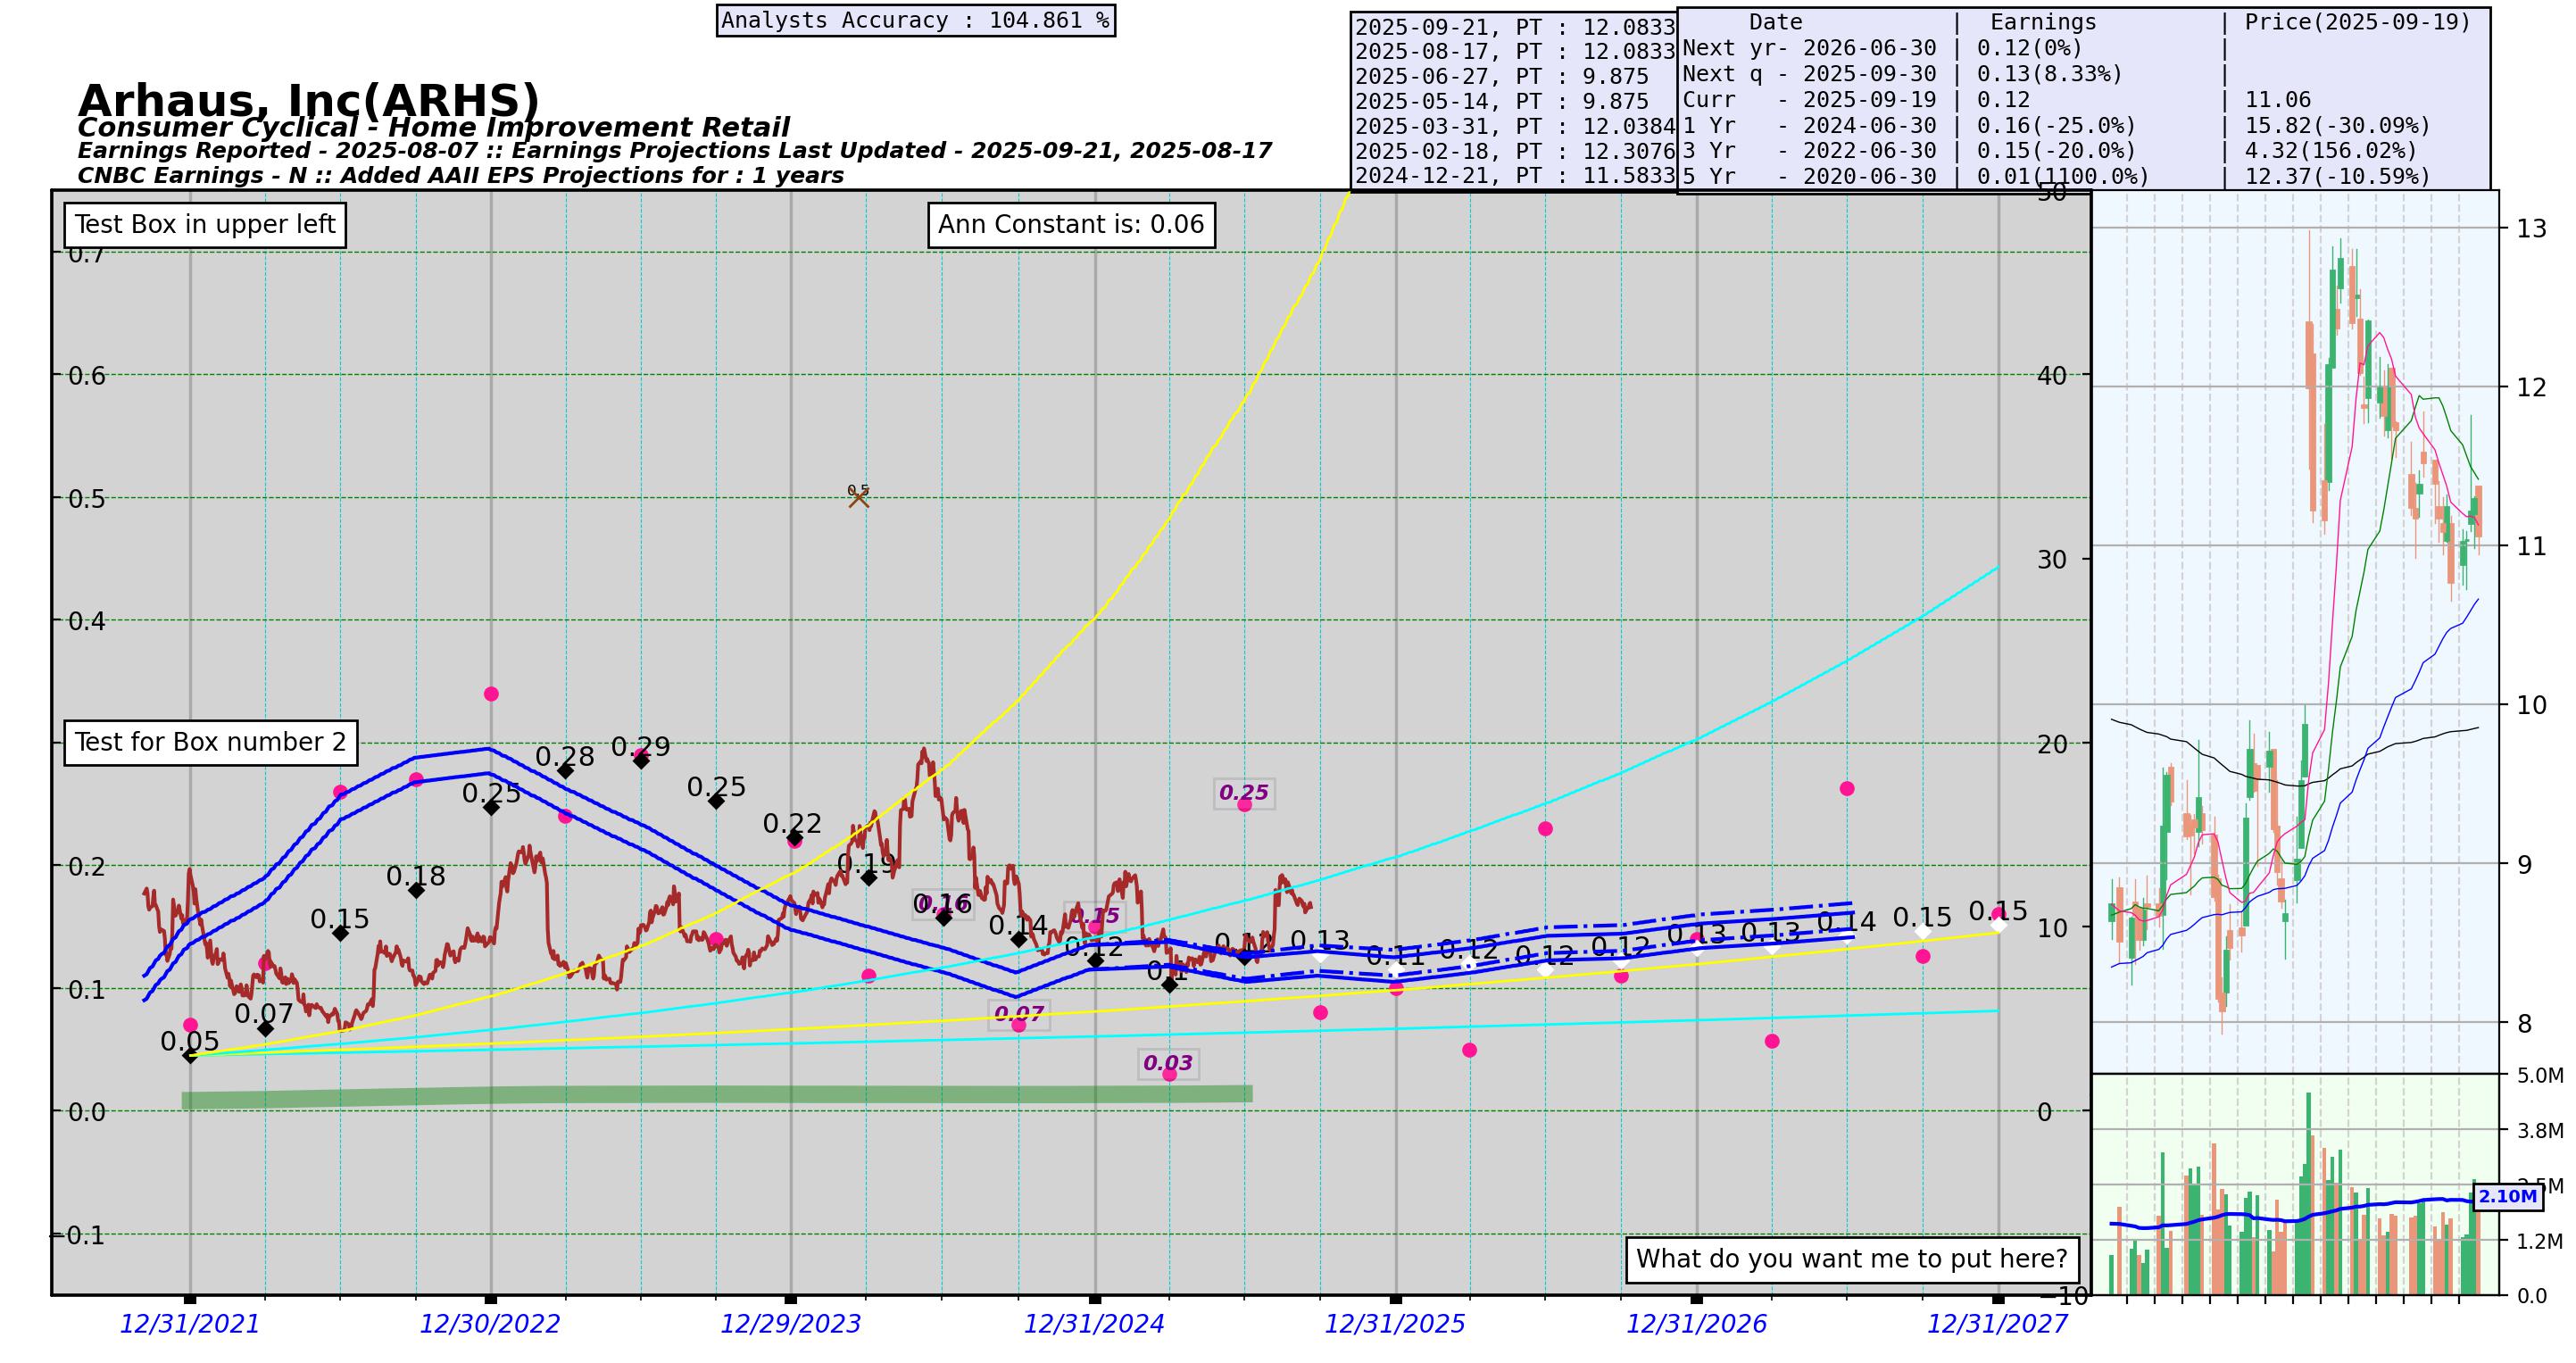 Analysts Accuracy : 104.861 %
Arhaus, Inc(ARHS)
Consumer Cyclical - Home Improvement Retail
Earnings Reported - 2025-08-07 :: Earnings Projections Last Updated - 2025-09-21, 2025-08-17
CNBC Earnings - N :: Added AAII EPS Projections for : 1 years
2025-09-21, PT : 12.0833
2025-08-17, PT : 12.0833
2025-06-27, PT : 9.875
2025-05-14, PT : 9.875
2025-03-31, PT : 12.0384
2025-02-18, PT : 12.3076
2024-12-21, PT : 11.5833
Date | Earnings | Price(2025-09-19)
Next yr- 2026-06-30 | 0.12(0%) |
Next q - 2025-09-30 | 0.13(8.33%) |
Curr - 2025-09-19 | 0.12 | 11.06
1 Yr - 2024-06-30 | 0.16(-25.0%) | 15.82(-30.09%)
3 Yr - 2022-06-30 | 0.15(-20.0%) | 4.32(156.02%)
5 Yr - 2020-06-30 | 0.01(1100.0%) | 12.37(-10.59%)
Test Box in upper left
Ann Constant is: 0.06
Test for Box number 2
What do you want me to put here?
0.7
0.6
0.5
0.4
0.2
0.1
0.0
−0.1
50
40
30
20
10
0
−10
0.5
0.05
0.07
0.15
0.18
0.25
0.28
0.29
0.25
0.22
0.19
0.16
0.16
0.14
0.07
0.15
0.12
0.1
0.03
0.25
0.12
0.13
0.11
0.12
0.12
0.12
0.13
0.13
0.14
0.15
0.15
12/31/2021
12/30/2022
12/29/2023
12/31/2024
12/31/2025
12/31/2026
12/31/2027
13
12
11
10
9
8
5.0M
3.8M
2.10M
1.2M
0.0